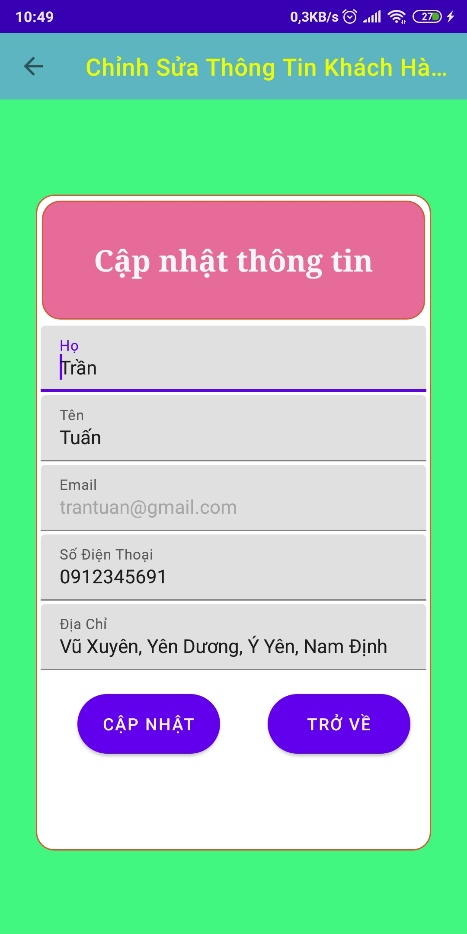 10:49
0,3KB/s
27
Chỉnh Sửa Thông Tin Khách Hà...
Cập nhật thông tin
Họ
Trần
Tên
Tuấn
Email
trantuan@gmail.com
Số Điện Thoại
0912345691
Địa Chỉ
Vũ Xuyên, Yên Dương, Ý Yên, Nam Định
CẬP NHẬT
TRỞ VỀ